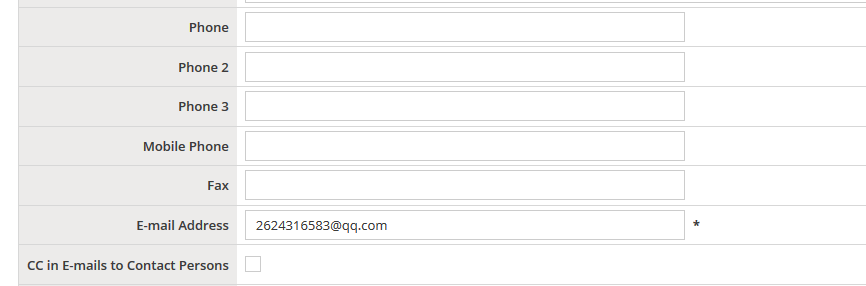 Phone
Phone 2
Phone 3
Mobile Phone
Fax
E-mail Address 2624316583@qq.com *
CC in E-mails to Contact Persons